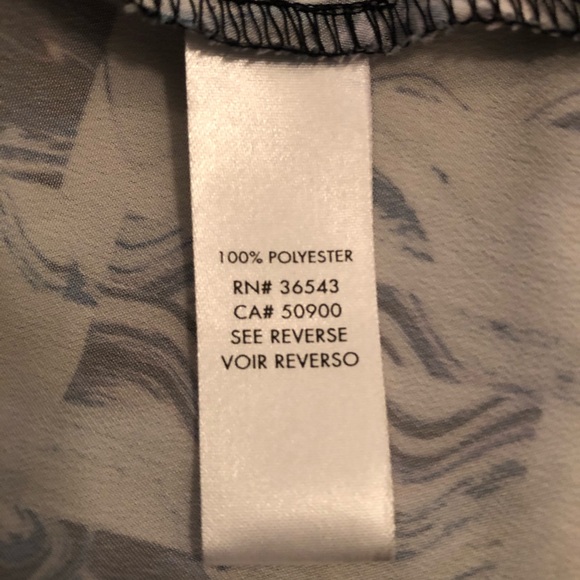 100% POLYESTER
RN# 36543
CA# 50900
SEE REVERSE
VOIR REVERSO